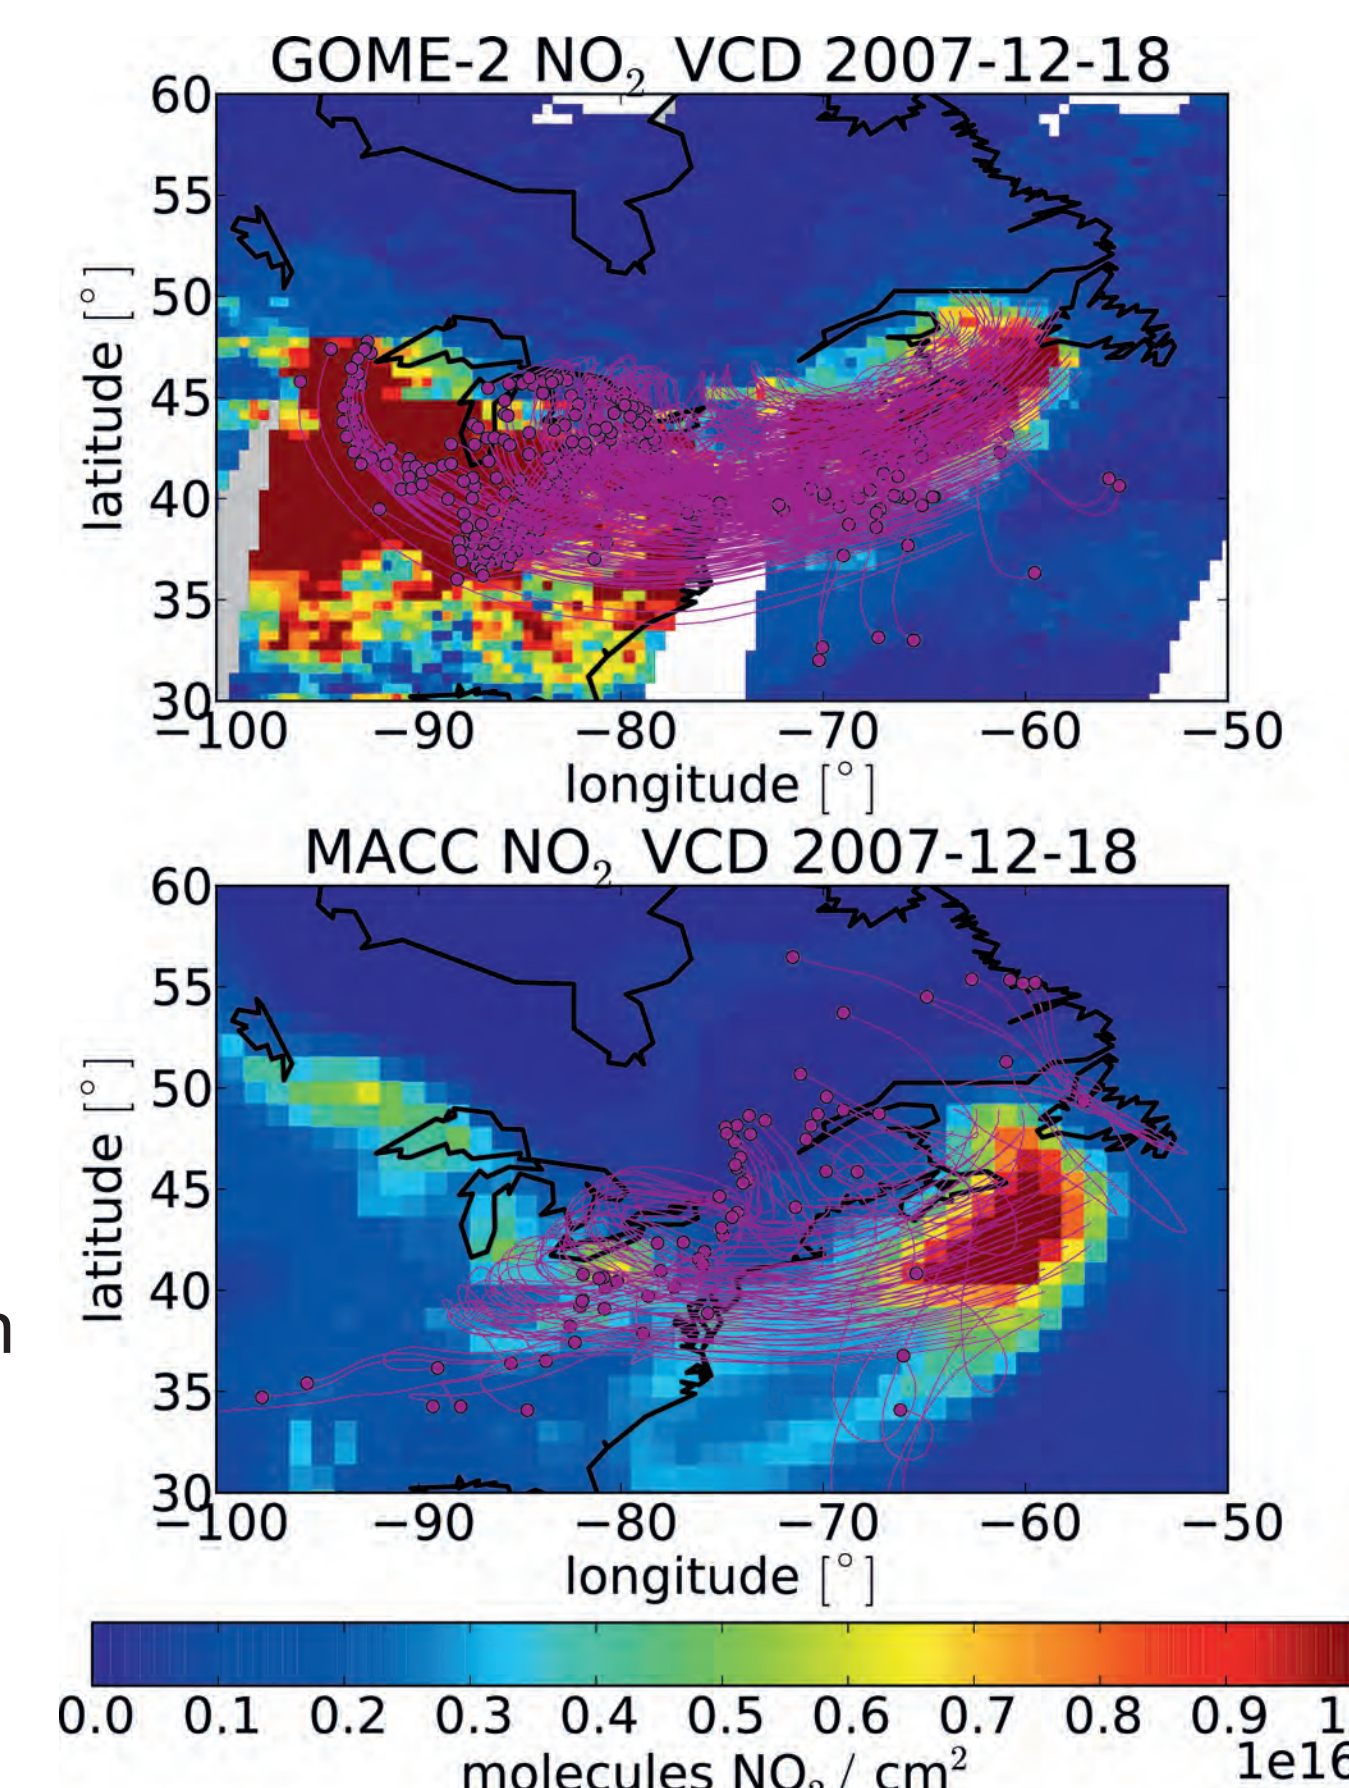 GOME-2 NO₂ VCD 2007-12-18
60
55
50
45
40
35
30
−100 −90 −80 −70 −60 −50
latitude [°]
longitude [°]
MACC NO₂ VCD 2007-12-18
60
55
50
45
40
35
30
−100 −90 −80 −70 −60 −50
latitude [°]
longitude [°]
n
0.0 0.1 0.2 0.3 0.4 0.5 0.6 0.7 0.8 0.9 1
1e16
molecules NO₂ / cm²